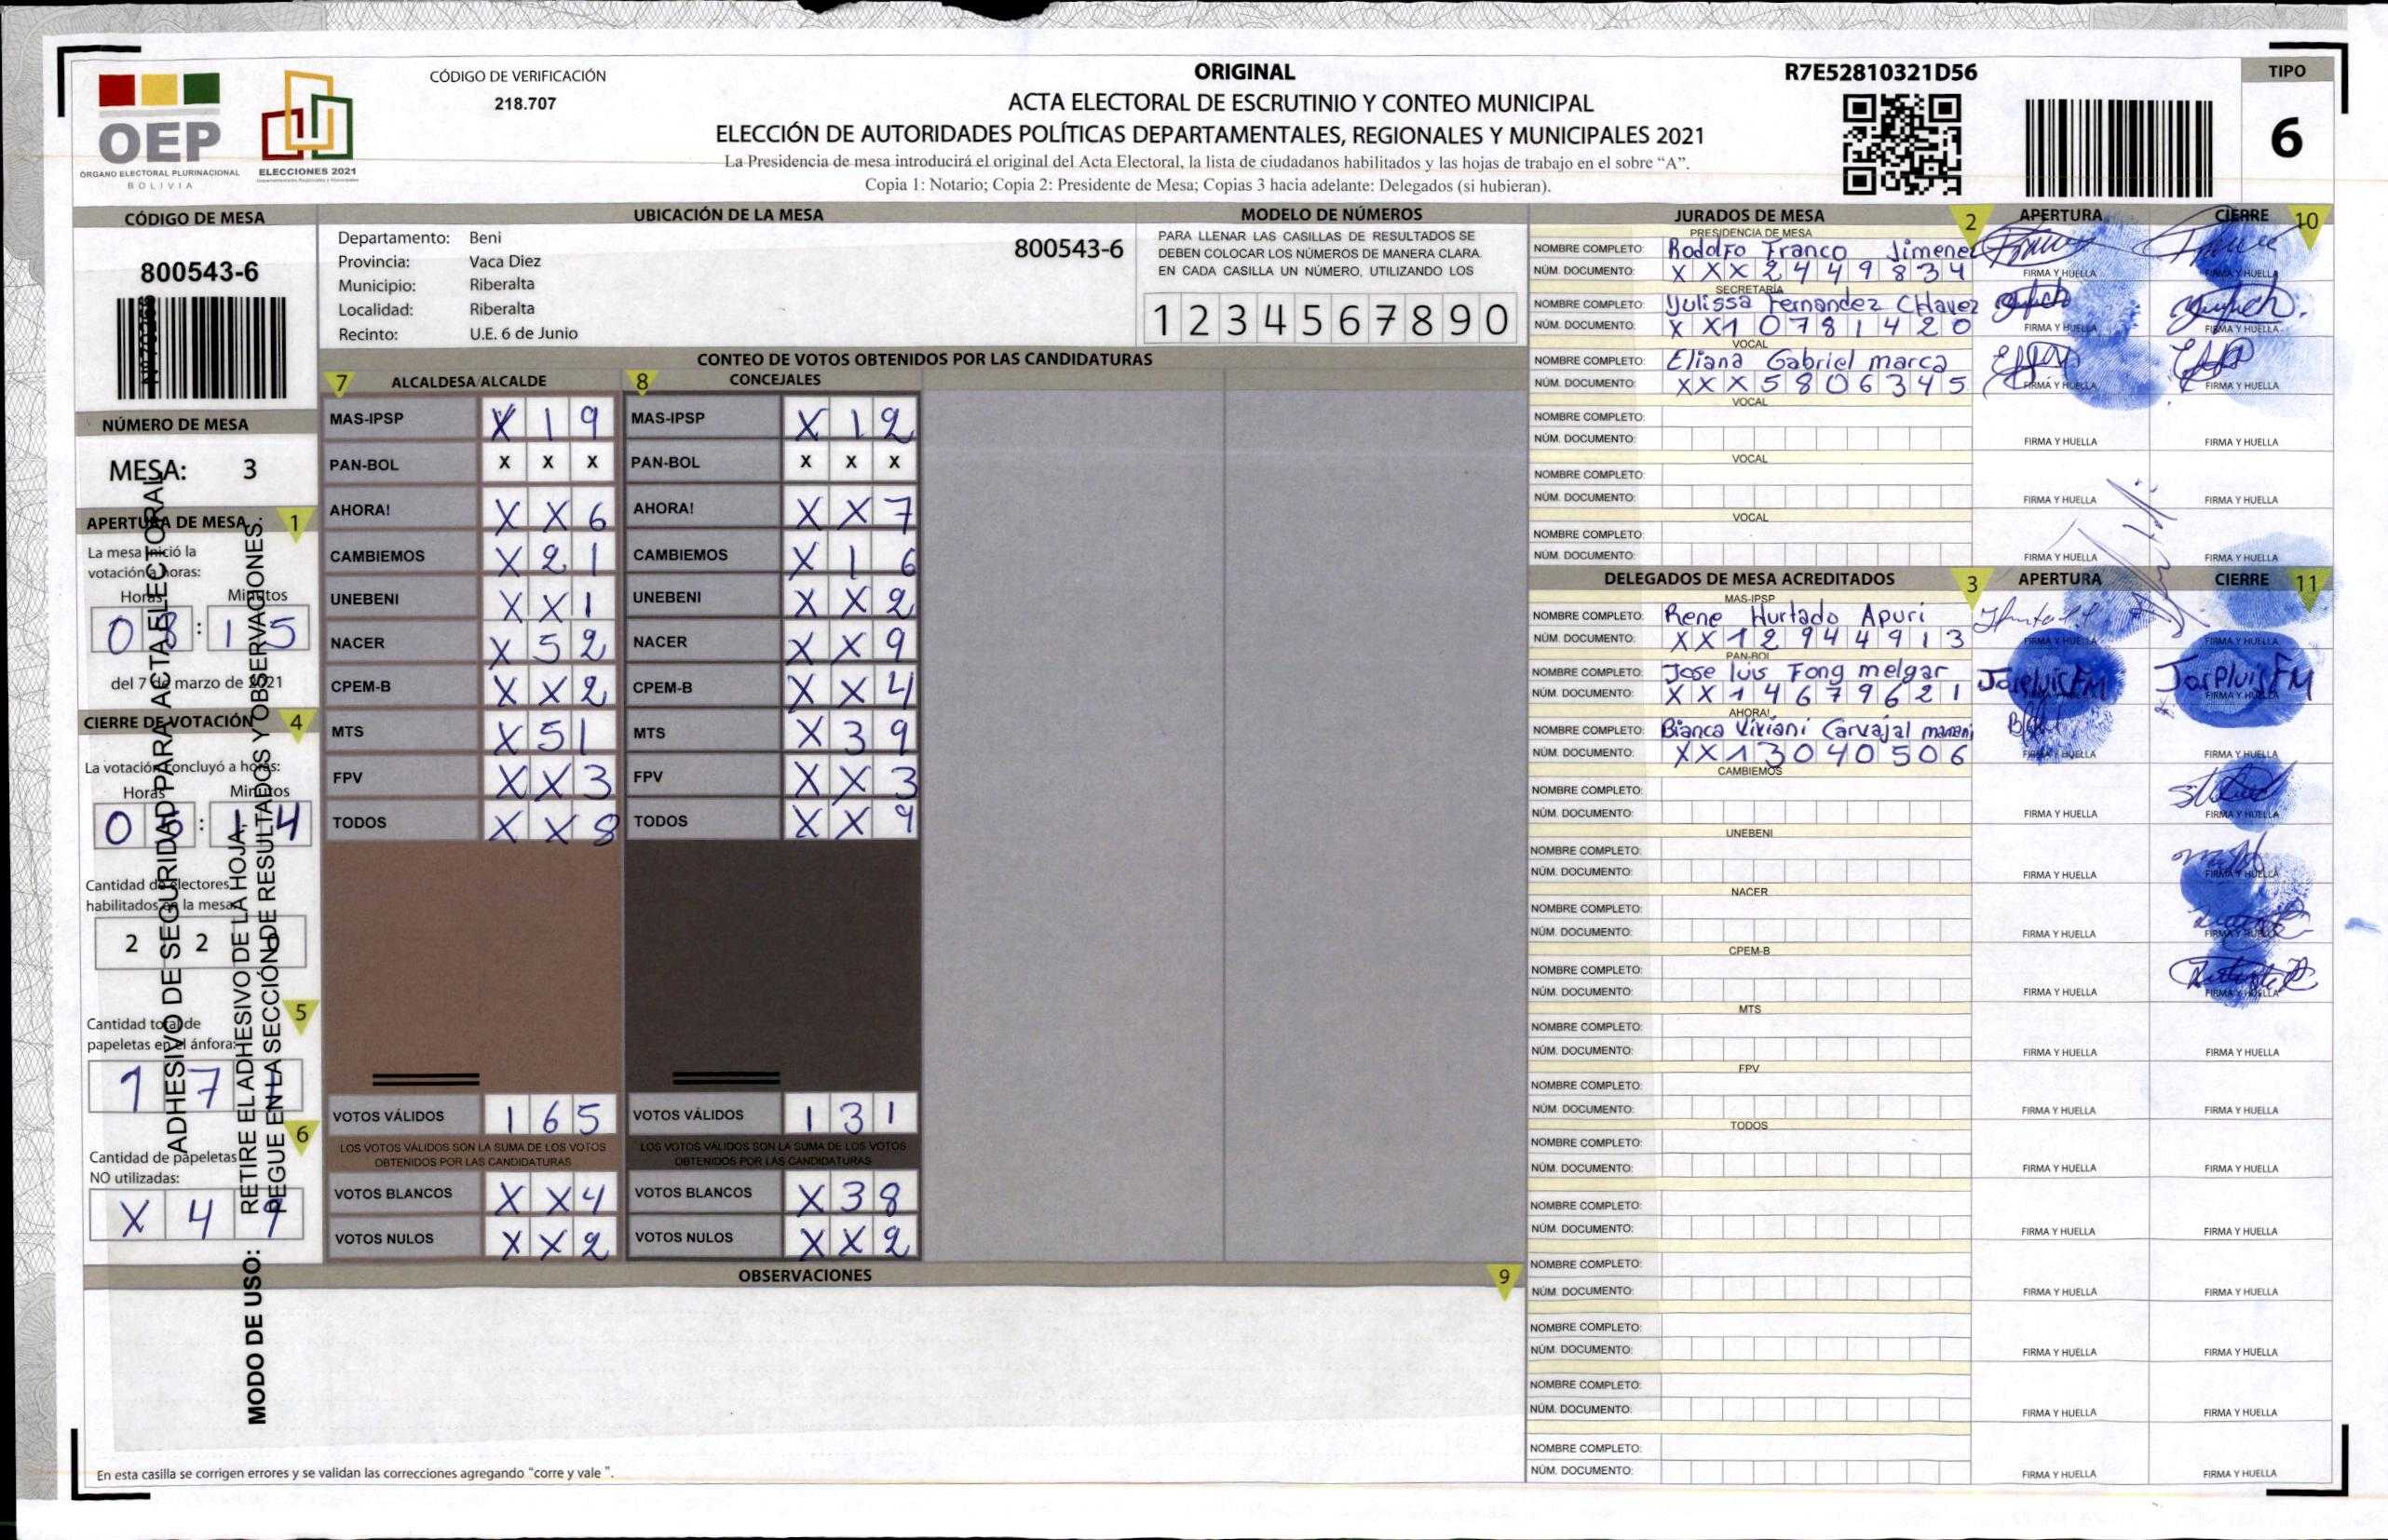 CÓDIGO DE VERIFICACIÓN
218.707
ORIGINAL
ACTA ELECTORAL DE ESCRUTINIO Y CONTEO MUNICIPAL
ELECCIÓN DE AUTORIDADES POLÍTICAS DEPARTAMENTALES, REGIONALES Y MUNICIPALES 2021
La Presidencia de mesa introducirá el original del Acta Electoral, la lista de ciudadanos habilitados y las hojas de trabajo en el sobre “A”.
Copia 1: Notario; Copia 2: Presidente de Mesa; Copias 3 hacia adelante: Delegados (si hubieran).
R7E52810321D56
TIPO
6
OEP
ÓRGANO ELECTORAL PLURINACIONAL
BOLIVIA
ELECCIONES 2021
CÓDIGO DE MESA
800543-6
NÚMERO DE MESA
MESA: 3
APERTURA DE MESA 1
La mesa inició la
votación a horas:
Horas Minutos
08:15
del 7 de marzo de 2021
CIERRE DE VOTACIÓN 4
La votación concluyó a horas:
Horas Minutos
Cantidad de electores
habilitados en la mesa:
2 2
5
Cantidad total de
papeletas en el ánfora:
1 7
6
Cantidad de papeletas
NO utilizadas:
X 4
ADHESIVO DE SEGURIDAD PARA ACTA ELECTORAL
MODO DE USO: RETIRE EL ADHESIVO DE LA HOJA,
PEGUE EN LA SECCIÓN DE RESULTADOS Y OBSERVACIONES.
UBICACIÓN DE LA MESA
Departamento: Beni
Provincia: Vaca Diez
Municipio: Riberalta
Localidad: Riberalta
Recinto: U.E. 6 de Junio
800543-6
MODELO DE NÚMEROS
PARA LLENAR LAS CASILLAS DE RESULTADOS SE
DEBEN COLOCAR LOS NÚMEROS DE MANERA CLARA.
EN CADA CASILLA UN NÚMERO, UTILIZANDO LOS
1 2 3 4 5 6 7 8 9 0
CONTEO DE VOTOS OBTENIDOS POR LAS CANDIDATURAS
7 ALCALDESA/ALCALDE 8 CONCEJALES
MAS-IPSP X 1 9 MAS-IPSP X 1 2
PAN-BOL X X X PAN-BOL X X X
AHORA! X X 6 AHORA! X X 7
CAMBIEMOS X 2 1 CAMBIEMOS X 1 6
UNEBENI X X 1 UNEBENI X X 2
NACER X 5 2 NACER X X 9
CPEM-B X X 2 CPEM-B X X 4
MTS X 5 1 MTS X 3 9
FPV X X 3 FPV X X 3
TODOS X X 8 TODOS X X 9
VOTOS VÁLIDOS 1 6 5 VOTOS VÁLIDOS 1 3 1
LOS VOTOS VÁLIDOS SON LA SUMA DE LOS VOTOS LOS VOTOS VÁLIDOS SON LA SUMA DE LOS VOTOS
OBTENIDOS POR LAS CANDIDATURAS OBTENIDOS POR LAS CANDIDATURAS
VOTOS BLANCOS X X 4 VOTOS BLANCOS X 3 8
VOTOS NULOS X X 2 VOTOS NULOS X X 2
OBSERVACIONES 9
En esta casilla se corrigen errores y se validan las correcciones agregando “corre y vale ”.
JURADOS DE MESA 2 APERTURA CIERRE 10
PRESIDENCIA DE MESA
NOMBRE COMPLETO: Rodolfo Franco Jimenez
NÚM. DOCUMENTO: X X X 2 4 4 9 8 3 4 FIRMA Y HUELLA FIRMA Y HUELLA
SECRETARÍA
NOMBRE COMPLETO: Yulissa Fernandez Chavez
NÚM. DOCUMENTO: X X 1 0 7 8 1 4 2 0 FIRMA Y HUELLA FIRMA Y HUELLA
VOCAL
NOMBRE COMPLETO: Eliana Gabriel marca
NÚM. DOCUMENTO: X X X 5 8 0 6 3 4 5 FIRMA Y HUELLA FIRMA Y HUELLA
VOCAL
NOMBRE COMPLETO:
NÚM. DOCUMENTO: FIRMA Y HUELLA FIRMA Y HUELLA
VOCAL
NOMBRE COMPLETO:
NÚM. DOCUMENTO: FIRMA Y HUELLA FIRMA Y HUELLA
VOCAL
NOMBRE COMPLETO:
NÚM. DOCUMENTO: FIRMA Y HUELLA FIRMA Y HUELLA
DELEGADOS DE MESA ACREDITADOS 3 APERTURA CIERRE 11
MAS-IPSP
NOMBRE COMPLETO: Rene Hurtado Apuri
NÚM. DOCUMENTO: X X 1 2 9 4 4 9 1 3 FIRMA Y HUELLA FIRMA Y HUELLA
PAN-BOL
NOMBRE COMPLETO: Jose luis Fong melgar
NÚM. DOCUMENTO: X X 1 4 6 7 9 6 2 1 FIRMA Y HUELLA
AHORA!
NOMBRE COMPLETO: Bianca Viviani Carvajal mamani
NÚM. DOCUMENTO: X X 1 3 0 4 0 5 0 6 FIRMA Y HUELLA FIRMA Y HUELLA
CAMBIEMOS
NOMBRE COMPLETO:
NÚM. DOCUMENTO: FIRMA Y HUELLA FIRMA Y HUELLA
UNEBENI
NOMBRE COMPLETO:
NÚM. DOCUMENTO: FIRMA Y HUELLA FIRMA Y HUELLA
NACER
NOMBRE COMPLETO:
NÚM. DOCUMENTO: FIRMA Y HUELLA FIRMA Y HUELLA
CPEM-B
NOMBRE COMPLETO:
NÚM. DOCUMENTO: FIRMA Y HUELLA FIRMA Y HUELLA
MTS
NOMBRE COMPLETO:
NÚM. DOCUMENTO: FIRMA Y HUELLA FIRMA Y HUELLA
FPV
NOMBRE COMPLETO:
NÚM. DOCUMENTO: FIRMA Y HUELLA FIRMA Y HUELLA
TODOS
NOMBRE COMPLETO:
NÚM. DOCUMENTO: FIRMA Y HUELLA FIRMA Y HUELLA
NOMBRE COMPLETO:
NÚM. DOCUMENTO: FIRMA Y HUELLA FIRMA Y HUELLA
NOMBRE COMPLETO:
NÚM. DOCUMENTO: FIRMA Y HUELLA FIRMA Y HUELLA
NOMBRE COMPLETO:
NÚM. DOCUMENTO: FIRMA Y HUELLA FIRMA Y HUELLA
NOMBRE COMPLETO:
NÚM. DOCUMENTO: FIRMA Y HUELLA FIRMA Y HUELLA
NOMBRE COMPLETO:
NÚM. DOCUMENTO: FIRMA Y HUELLA FIRMA Y HUELLA